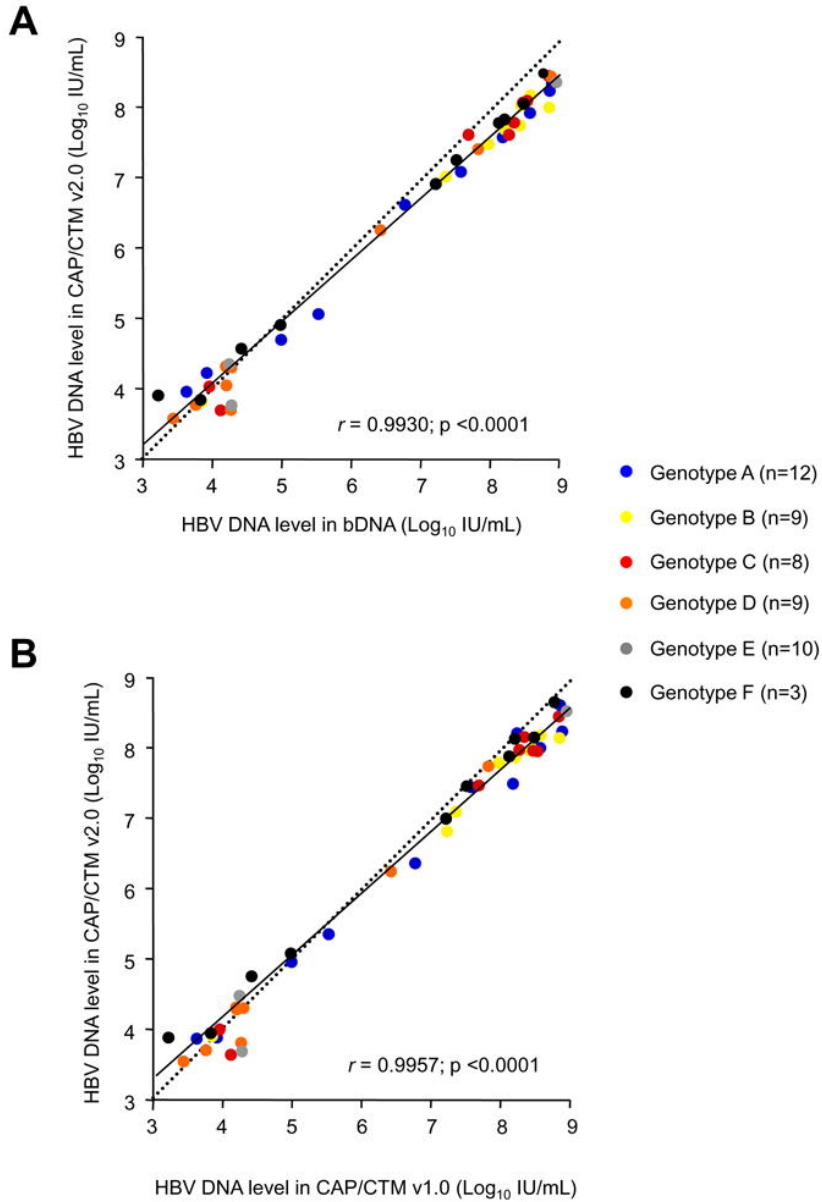 A
9
8
7
6
5
4
3
HBV DNA level in CAP/CTM v2.0 (Log10 IU/mL)
r = 0.9930; p <0.0001
3 4 5 6 7 8 9
HBV DNA level in bDNA (Log10 IU/mL)
Genotype A (n=12)
Genotype B (n=9)
Genotype C (n=8)
Genotype D (n=9)
Genotype E (n=10)
Genotype F (n=3)
B
9
8
7
6
5
4
3
HBV DNA level in CAP/CTM v2.0 (Log10 IU/mL)
r = 0.9957; p <0.0001
3 4 5 6 7 8 9
HBV DNA level in CAP/CTM v1.0 (Log10 IU/mL)